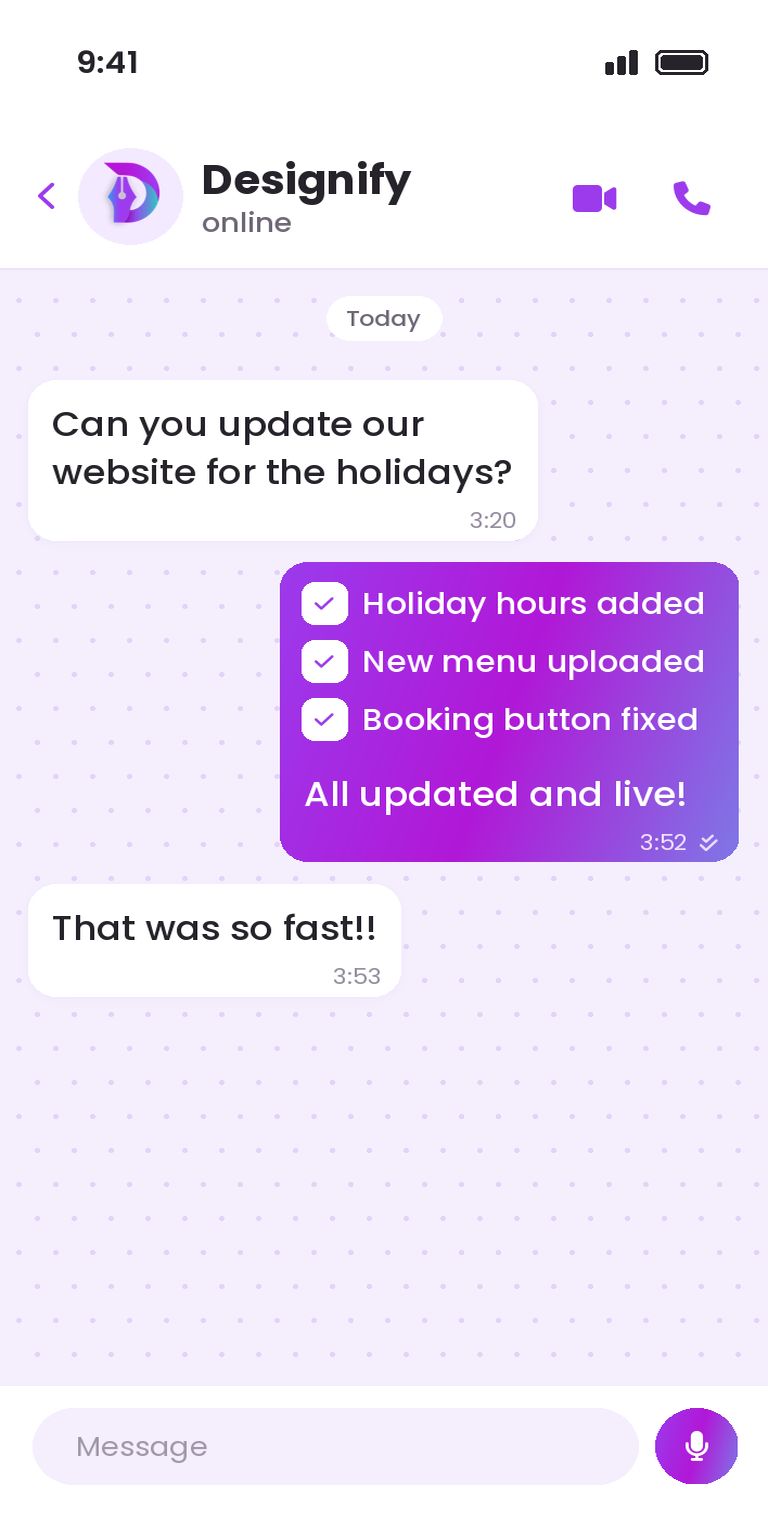 9:41
Designify
online
Today
Can you update our
website for the holidays?
3:20
Holiday hours added
New menu uploaded
Booking button fixed
All updated and live!
3:52
That was so fast!!
3:53
Message